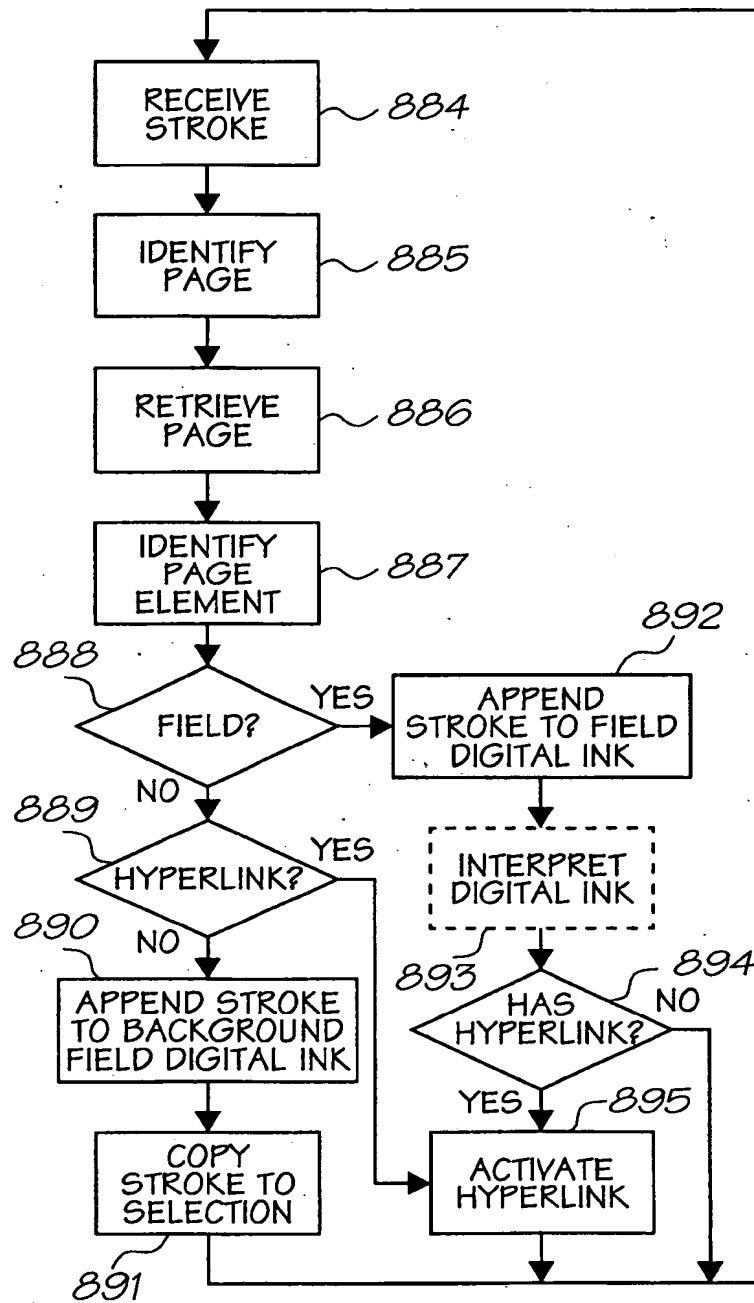 RECEIVE
STROKE
884
IDENTIFY
PAGE
885
RETRIEVE
PAGE
886
IDENTIFY
PAGE
ELEMENT
887
888
FIELD?
YES
NO
892
APPEND
STROKE TO FIELD
DIGITAL INK
889
HYPERLINK?
YES
NO
INTERPRET
DIGITAL INK
893
890
APPEND STROKE
TO BACKGROUND
FIELD DIGITAL INK
894
HAS
HYPERLINK?
NO
YES
COPY
STROKE TO
SELECTION
891
895
ACTIVATE
HYPERLINK